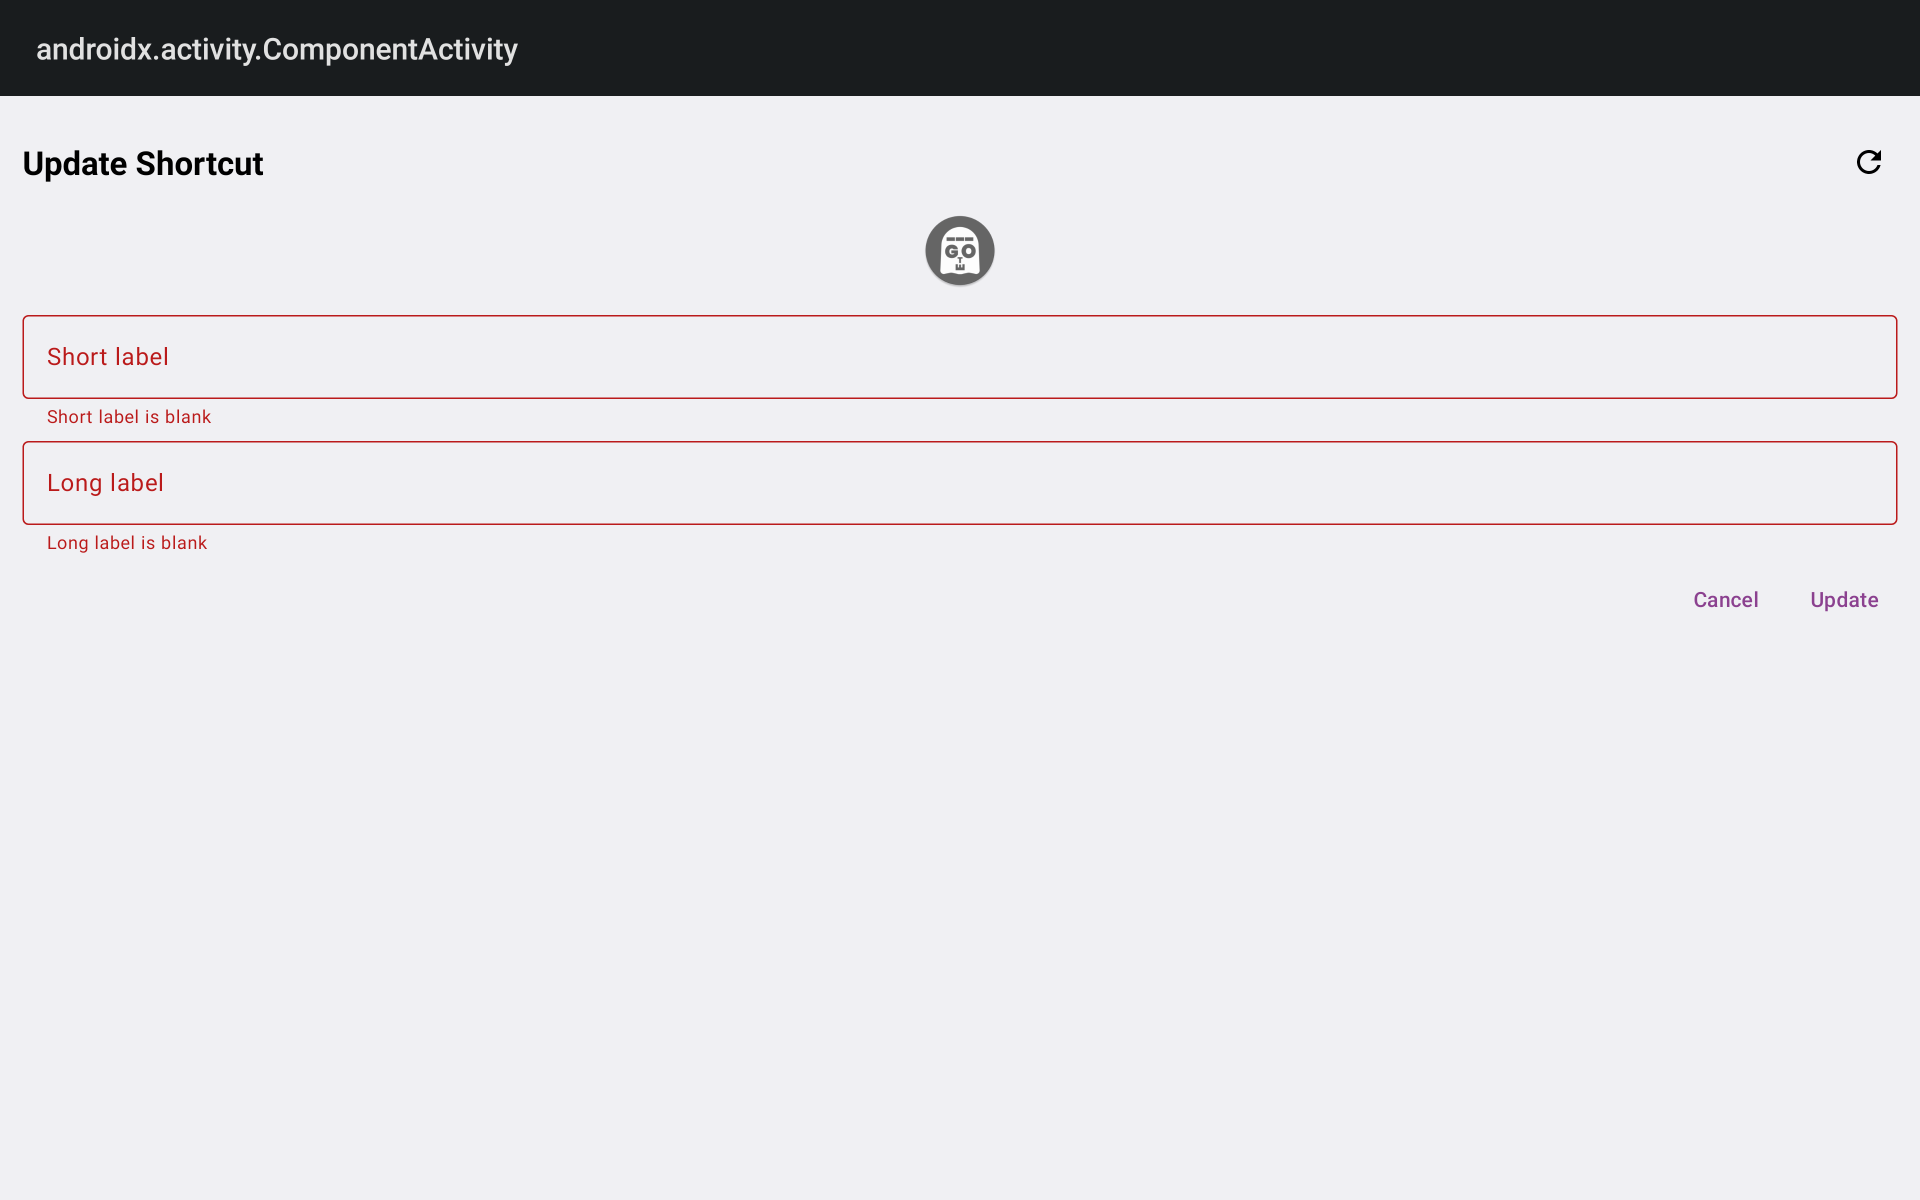 androidx.activity.ComponentActivity
Update Shortcut
GO
Short label
Short label is blank
Long label
Long label is blank
Cancel
Update